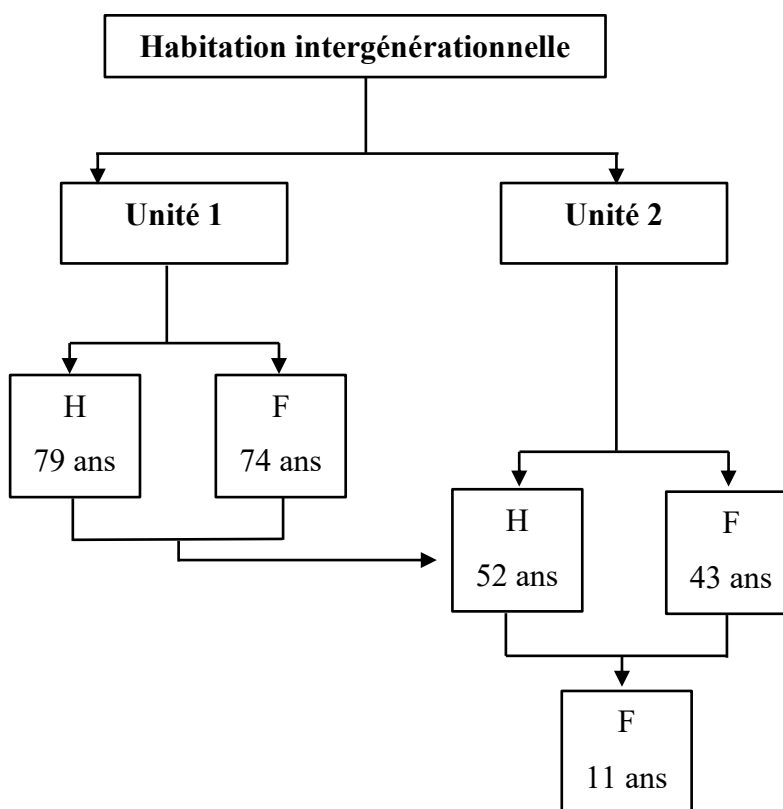 Habitation intergénérationnelle
Unité 1
Unité 2
H
79 ans
F
74 ans
H
52 ans
F
43 ans
F
11 ans